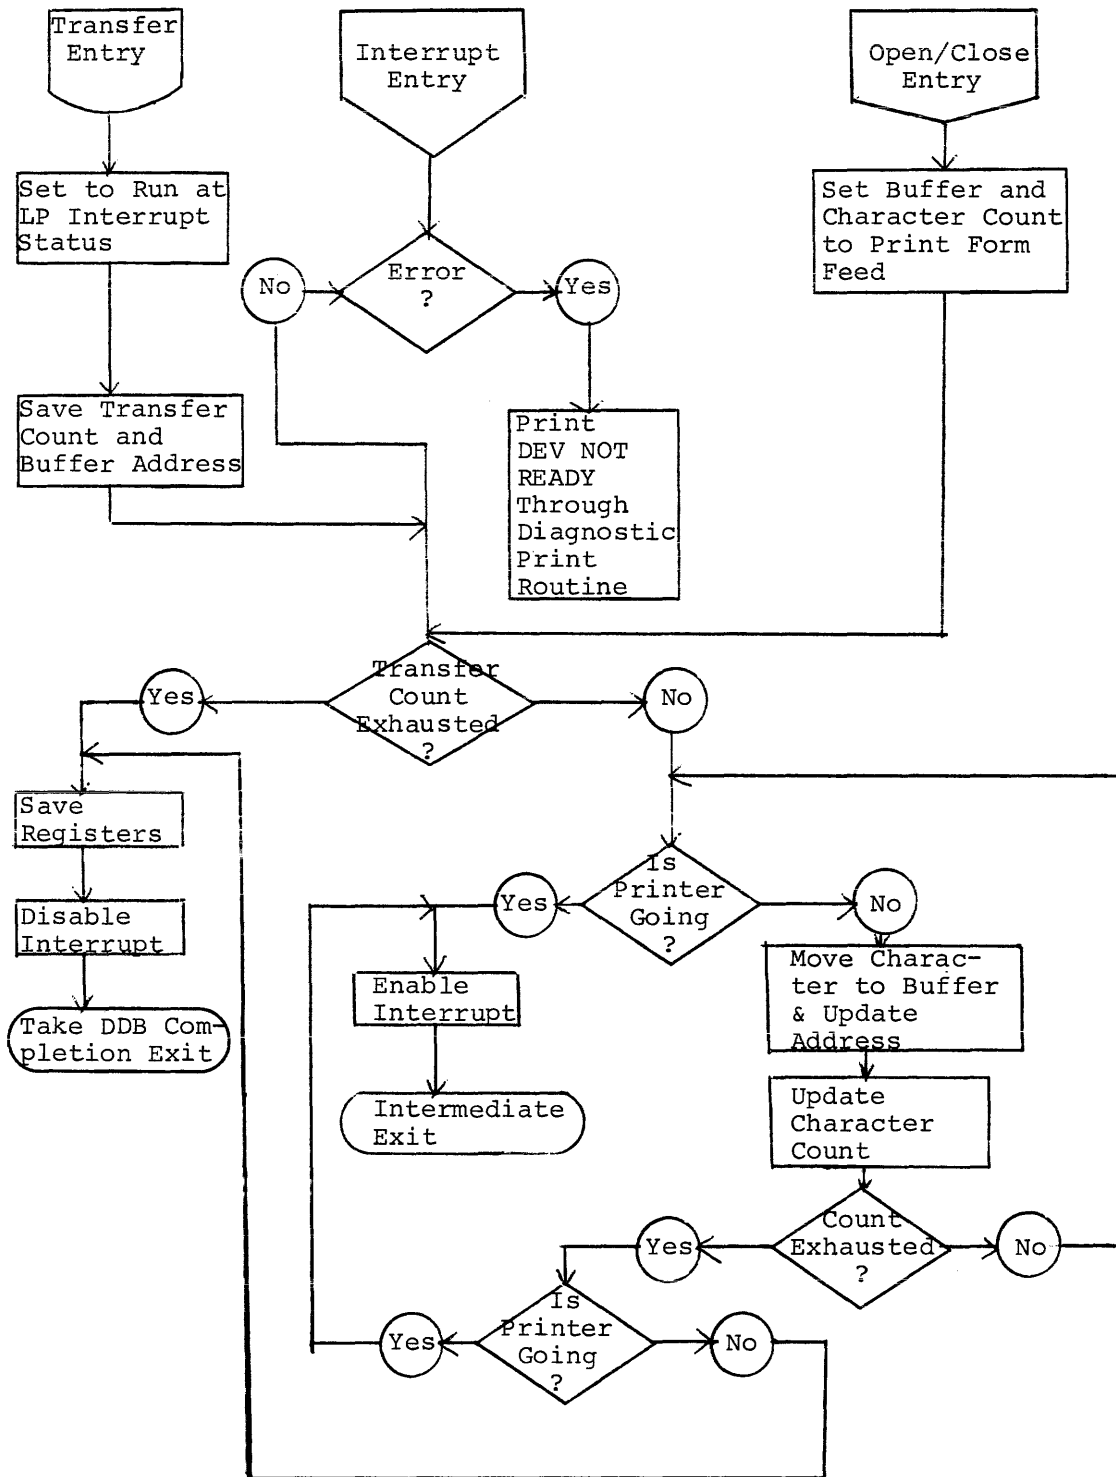 Transfer
Entry
Interrupt
Entry
Open/Close
Entry
Set to Run at
LP Interrupt
Status
Set Buffer and
Character Count
to Print Form
Feed
No
Error
?
Yes
Save Transfer
Count and
Buffer Address
Print
DEV NOT
READY
Through
Diagnostic
Print
Routine
Yes
Transfer
Count
Exhausted
?
No
Save
Registers
Disable
Interrupt
Take DDB Com-
pletion Exit
Yes
Is
Printer
Going
?
No
Enable
Interrupt
Intermediate
Exit
Move Charac-
ter to Buffer
& Update
Address
Update
Character
Count
Yes
Count
Exhausted
?
No
Yes
Is
Printer
Going
?
No